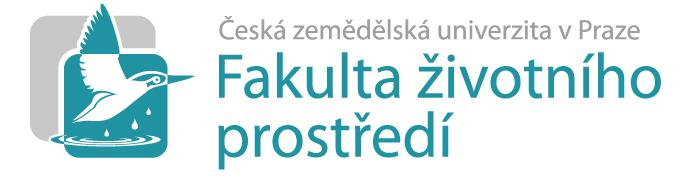 Česká zemědělská univerzita v Praze
Fakulta životního
prostředí